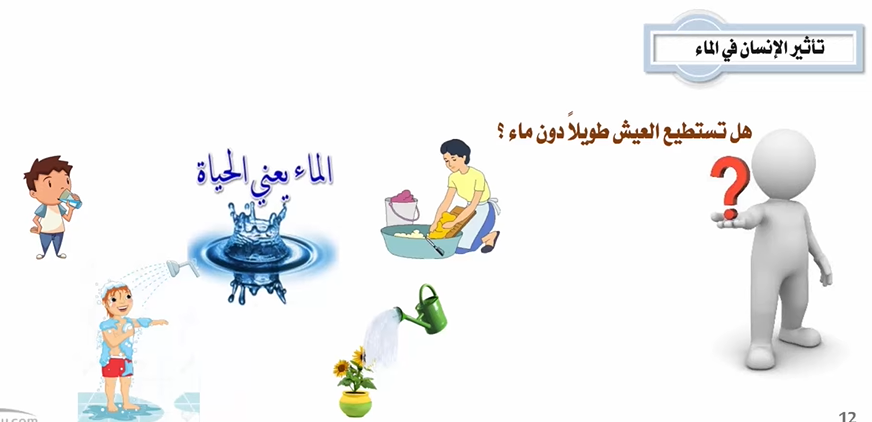 تأثير الإنسان في الماء
هل تستطيع العيش طويلاً دون ماء ؟
الماء يعني الحياة
12